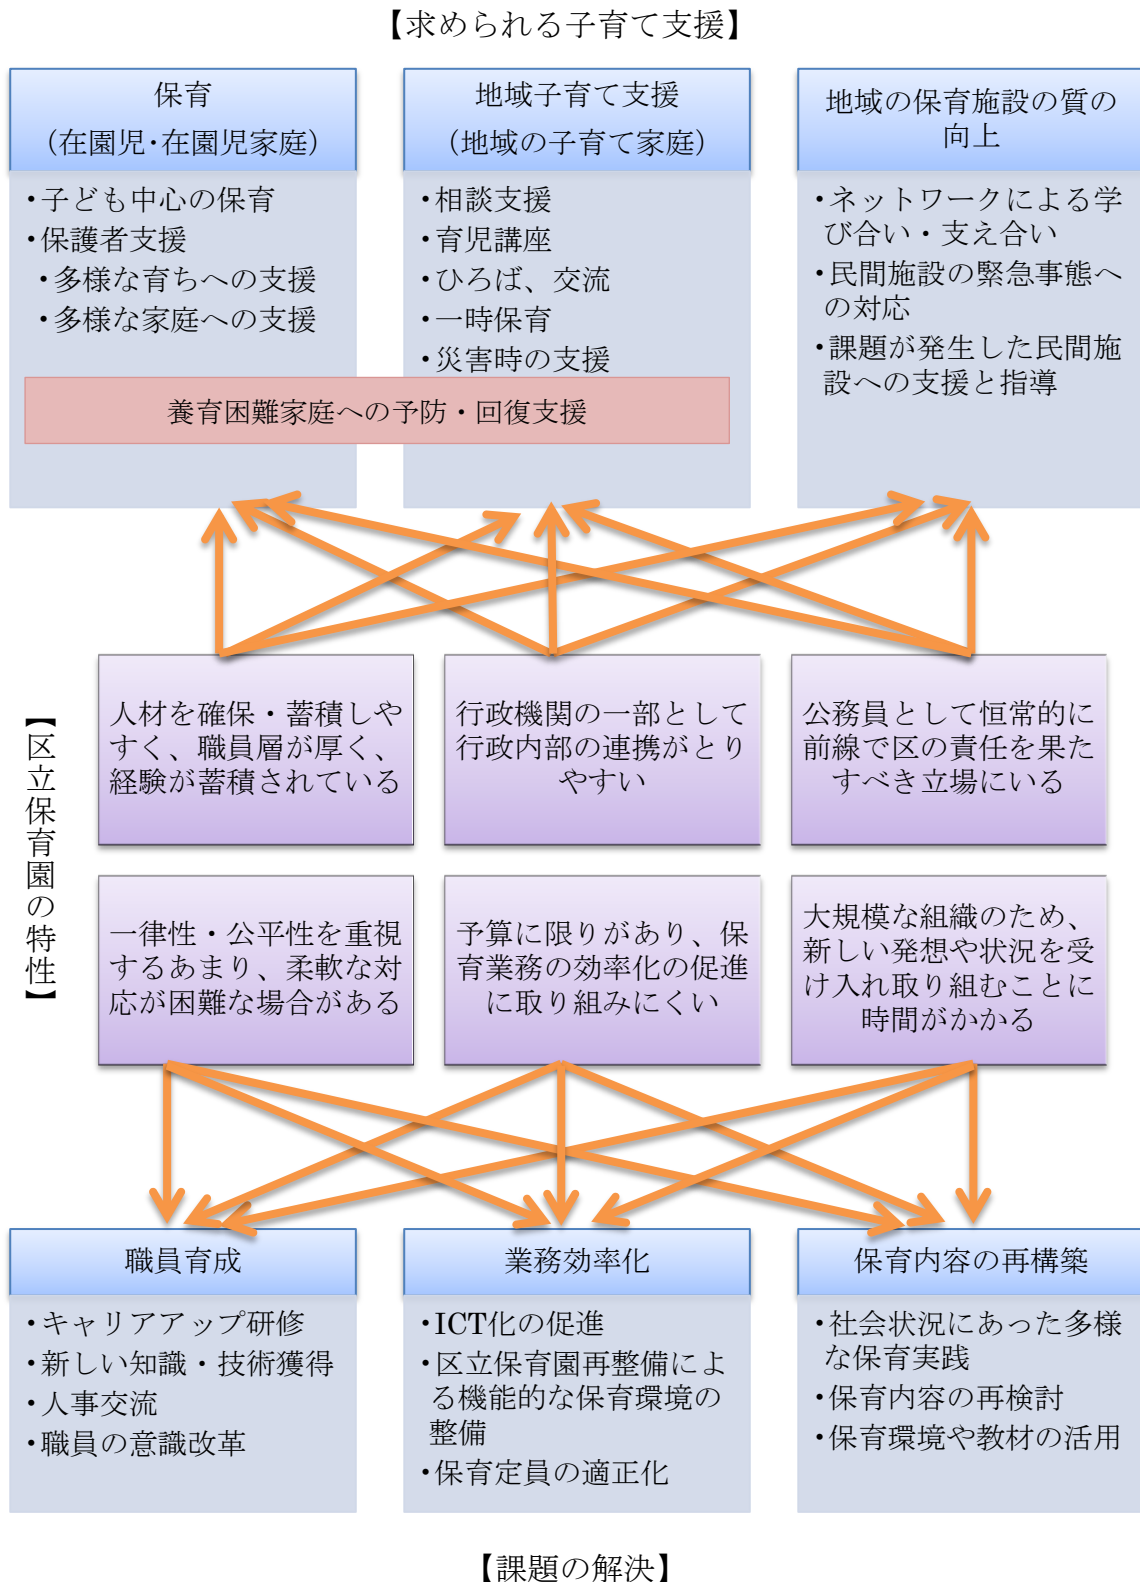 【求められる子育て支援】
保育
（在園児･在園児家庭）
・子ども中心の保育
・保護者支援
・多様な育ちへの支援
・多様な家庭への支援
地域子育て支援
（地域の子育て家庭）
・相談支援
・育児講座
・ひろば、交流
・一時保育
・災害時の支援
養育困難家庭への予防・回復支援
地域の保育施設の質の
向上
・ネットワークによる学
び合い・支え合い
・民間施設の緊急事態へ
の対応
・課題が発生した民間施
設への支援と指導
【区立保育園の特性】
人材を確保・蓄積しや
すく、職員層が厚く、
経験が蓄積されている
行政機関の一部として
行政内部の連携がとり
やすい
公務員として恒常的に
前線で区の責任を果た
すべき立場にいる
一律性・公平性を重視
するあまり、柔軟な対
応が困難な場合がある
予算に限りがあり、保
育業務の効率化の促進
に取り組みにくい
大規模な組織のため、
新しい発想や状況を受
け入れ取り組むことに
時間がかかる
職員育成
・キャリアアップ研修
・新しい知識・技術獲得
・人事交流
・職員の意識改革
業務効率化
・ICT化の促進
・区立保育園再整備によ
る機能的な保育環境の
整備
・保育定員の適正化
保育内容の再構築
・社会状況にあった多様
な保育実践
・保育内容の再検討
・保育環境や教材の活用
【課題の解決】